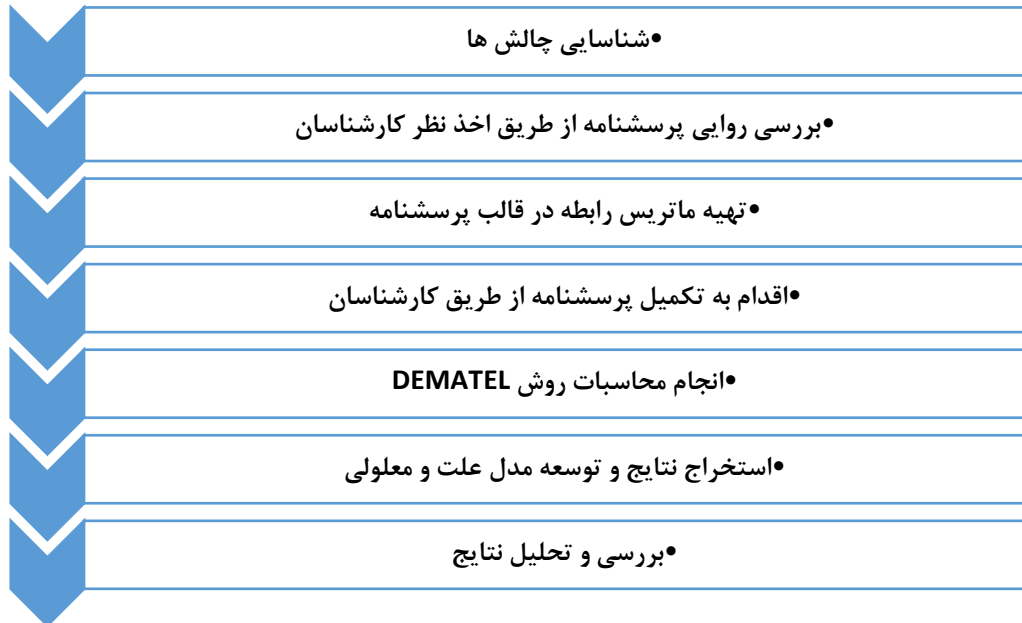 •شناسایی چالش ها
•بررسی روایی پرسشنامه از طریق اخذ نظر کارشناسان
•تهیه ماتریس رابطه در قالب پرسشنامه
•اقدام به تکمیل پرسشنامه از طریق کارشناسان
•انجام محاسبات روش DEMATEL
•استخراج نتایج و توسعه مدل علت و معلولی
•بررسی و تحلیل نتایج